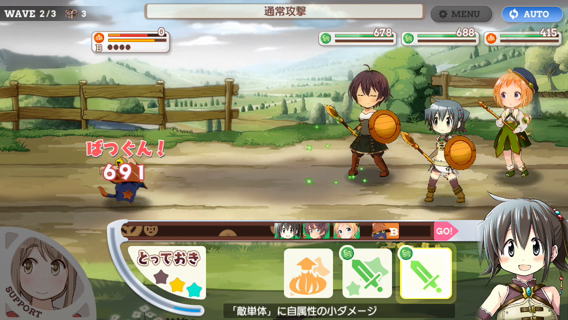 WAVE 2/3 3
通常攻撃
MENU
AUTO
0
B
678
688
415
ばつぐん!
691
B
GO!
とっておき
SUPPORT
「敵単体」に自属性の小ダメージ